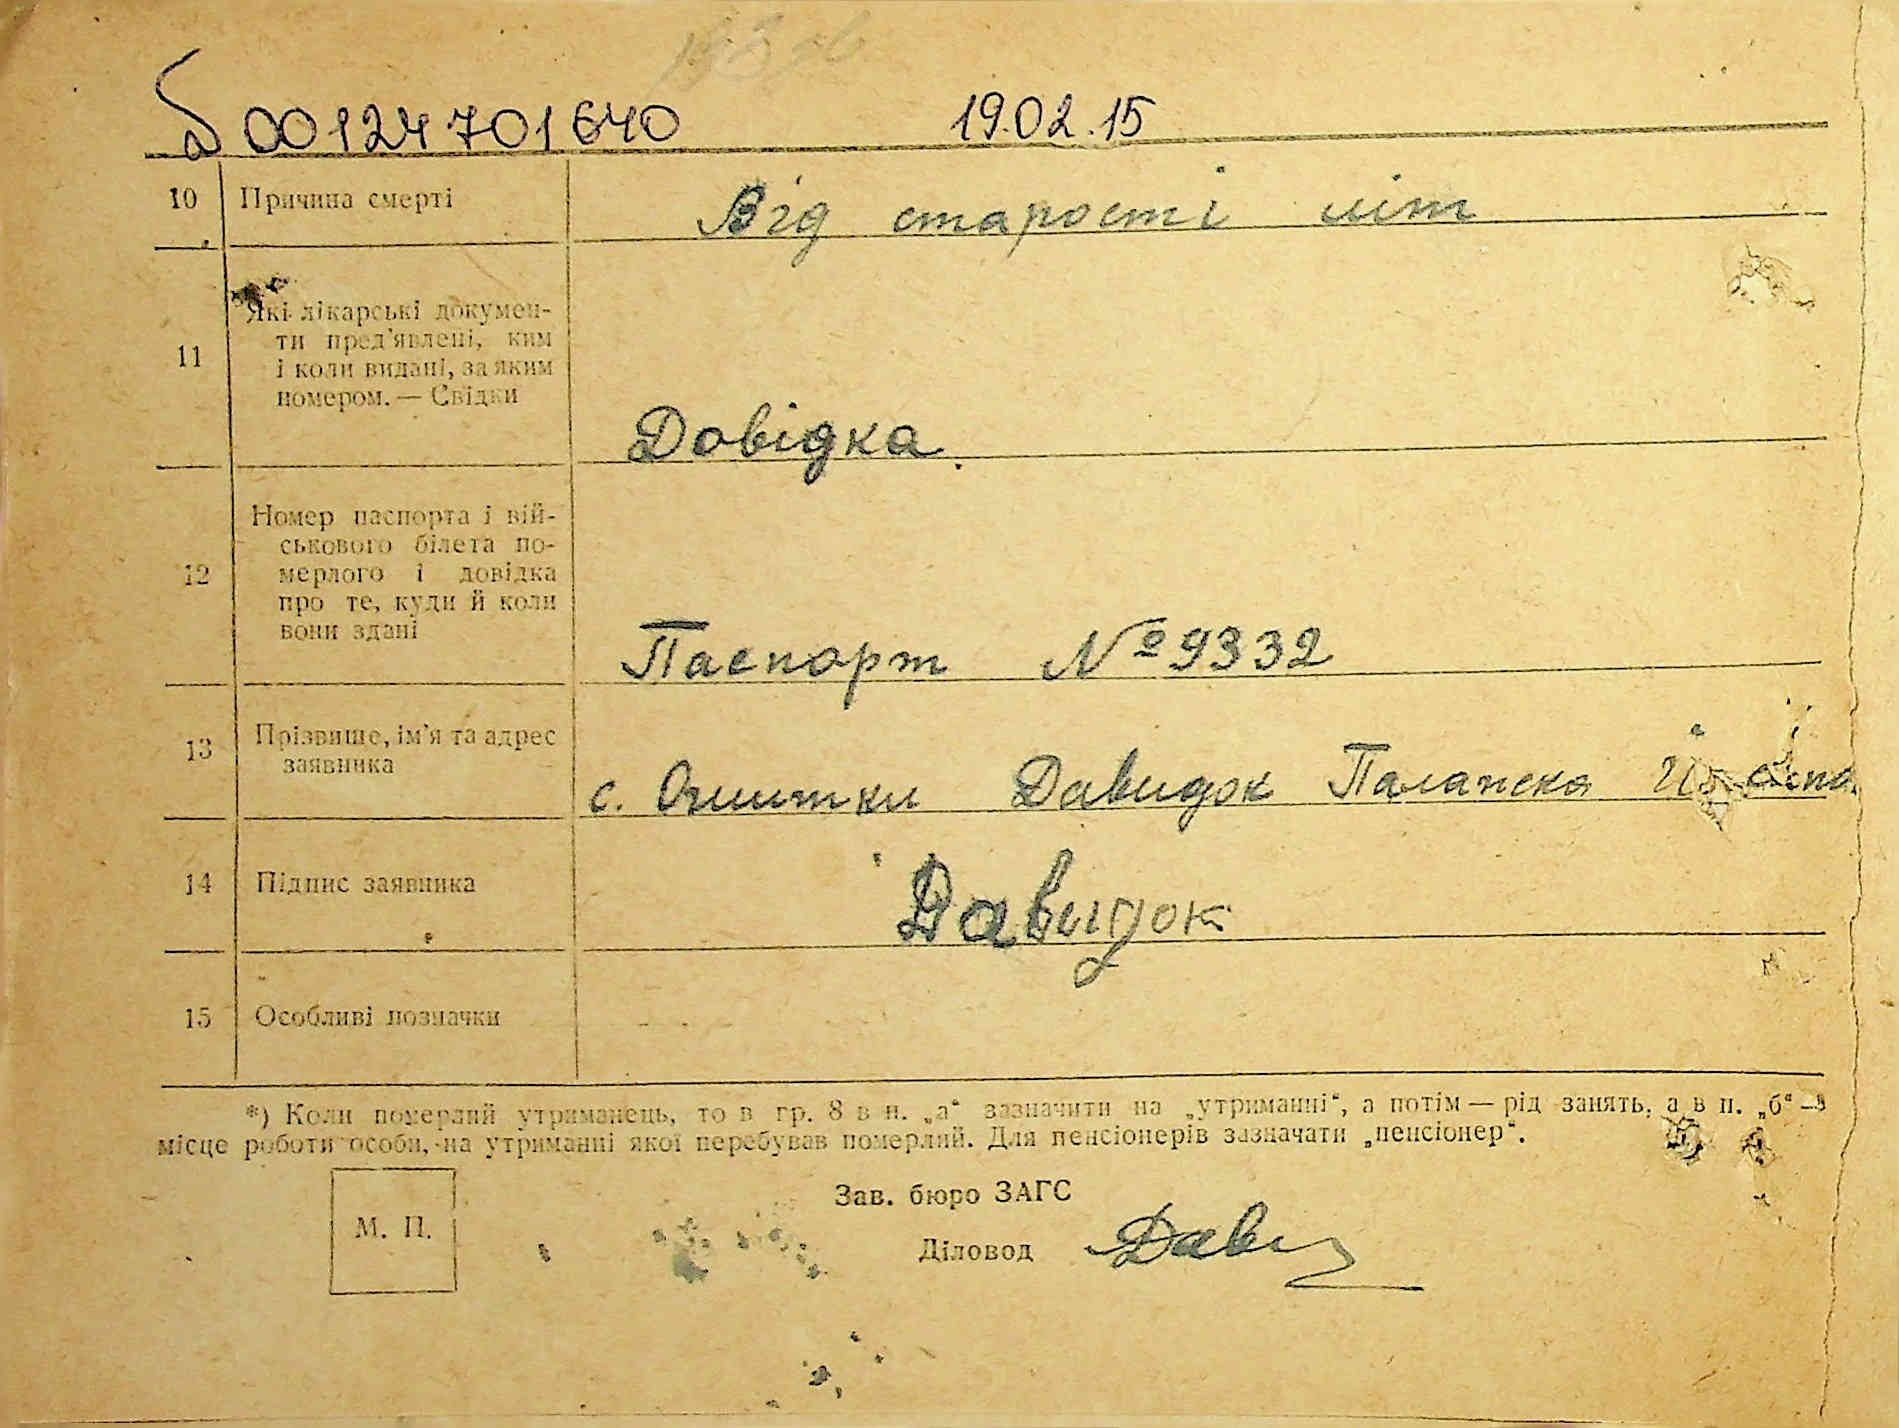 00124701640 19.02.15
10 Причина смерті Від старості літ
11 Які лікарські документи пред'явлені, ким
і коли видані, за яким
номером. — Свідки Довідка.
12 Номер паспорта і вій-
ськового білета по-
мерлого і довідка
про те, куди й коли
вони здані Паспорт № 9332
13 Прізвище, ім'я та адрес
заявника с. Давидок
14 Підпис заявника Давидок
15 Особливі позначки
*) Коли померлий утриманець, то в гр. 8 в п. „а“ зазначити на „утриманні“, а потім — рід занять, а в п. „б“ — в
місце роботи особи, на утриманні якої перебував померлий. Для пенсіонерів зазначати „пенсіонер“.
Зав. бюро ЗАГС
М. П.
Діловод